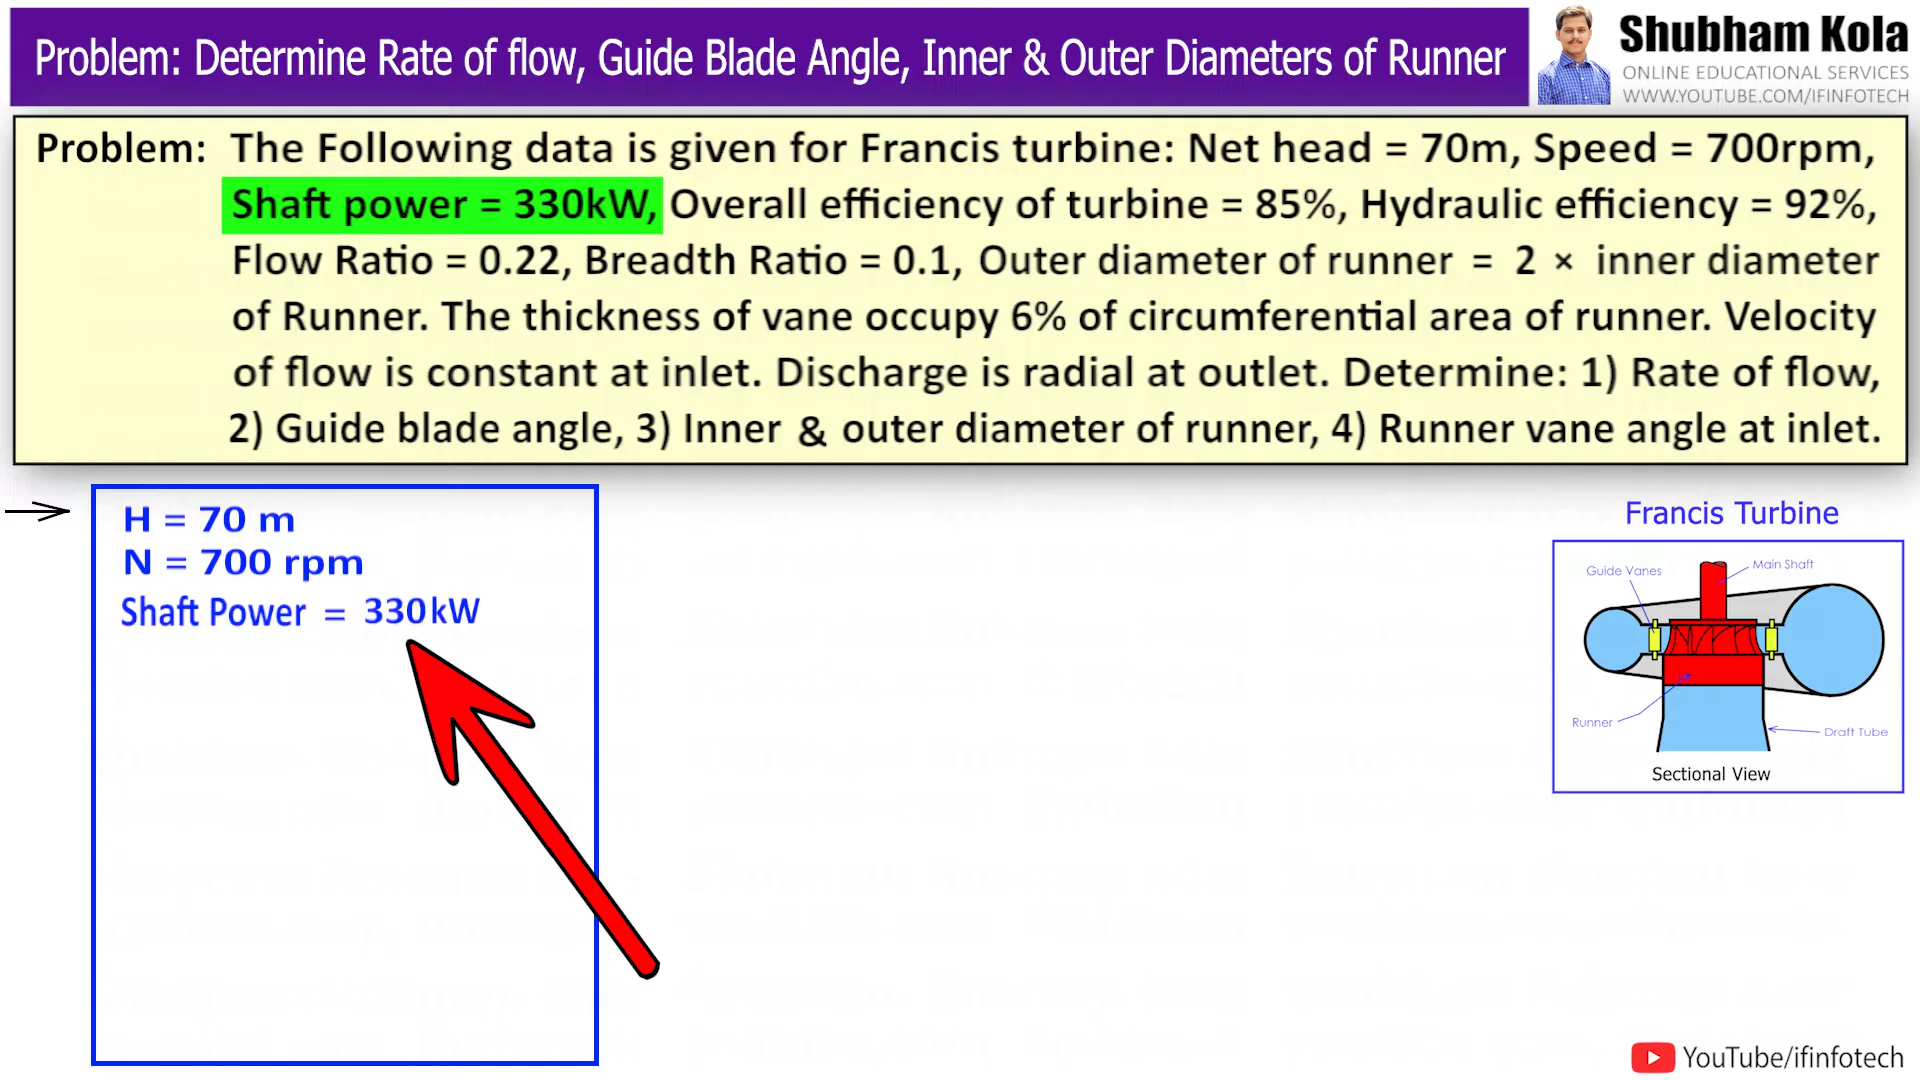 Problem: Determine Rate of flow, Guide Blade Angle, Inner & Outer Diameters of Runner
Shubham Kola
ONLINE EDUCATIONAL SERVICES
WWW.YOUTUBE.COM/IFINFOTECH
Problem: The Following data is given for Francis turbine: Net head = 70m, Speed = 700rpm,
Shaft power = 330kW, Overall efficiency of turbine = 85%, Hydraulic efficiency = 92%,
Flow Ratio = 0.22, Breadth Ratio = 0.1, Outer diameter of runner = 2 × inner diameter
of Runner. The thickness of vane occupy 6% of circumferential area of runner. Velocity
of flow is constant at inlet. Discharge is radial at outlet. Determine: 1) Rate of flow,
2) Guide blade angle, 3) Inner & outer diameter of runner, 4) Runner vane angle at inlet.
H = 70 m
N = 700 rpm
Shaft Power = 330kW
Francis Turbine
Guide Vanes
Main Shaft
Runner
Draft Tube
Sectional View
YouTube/ifinfotech